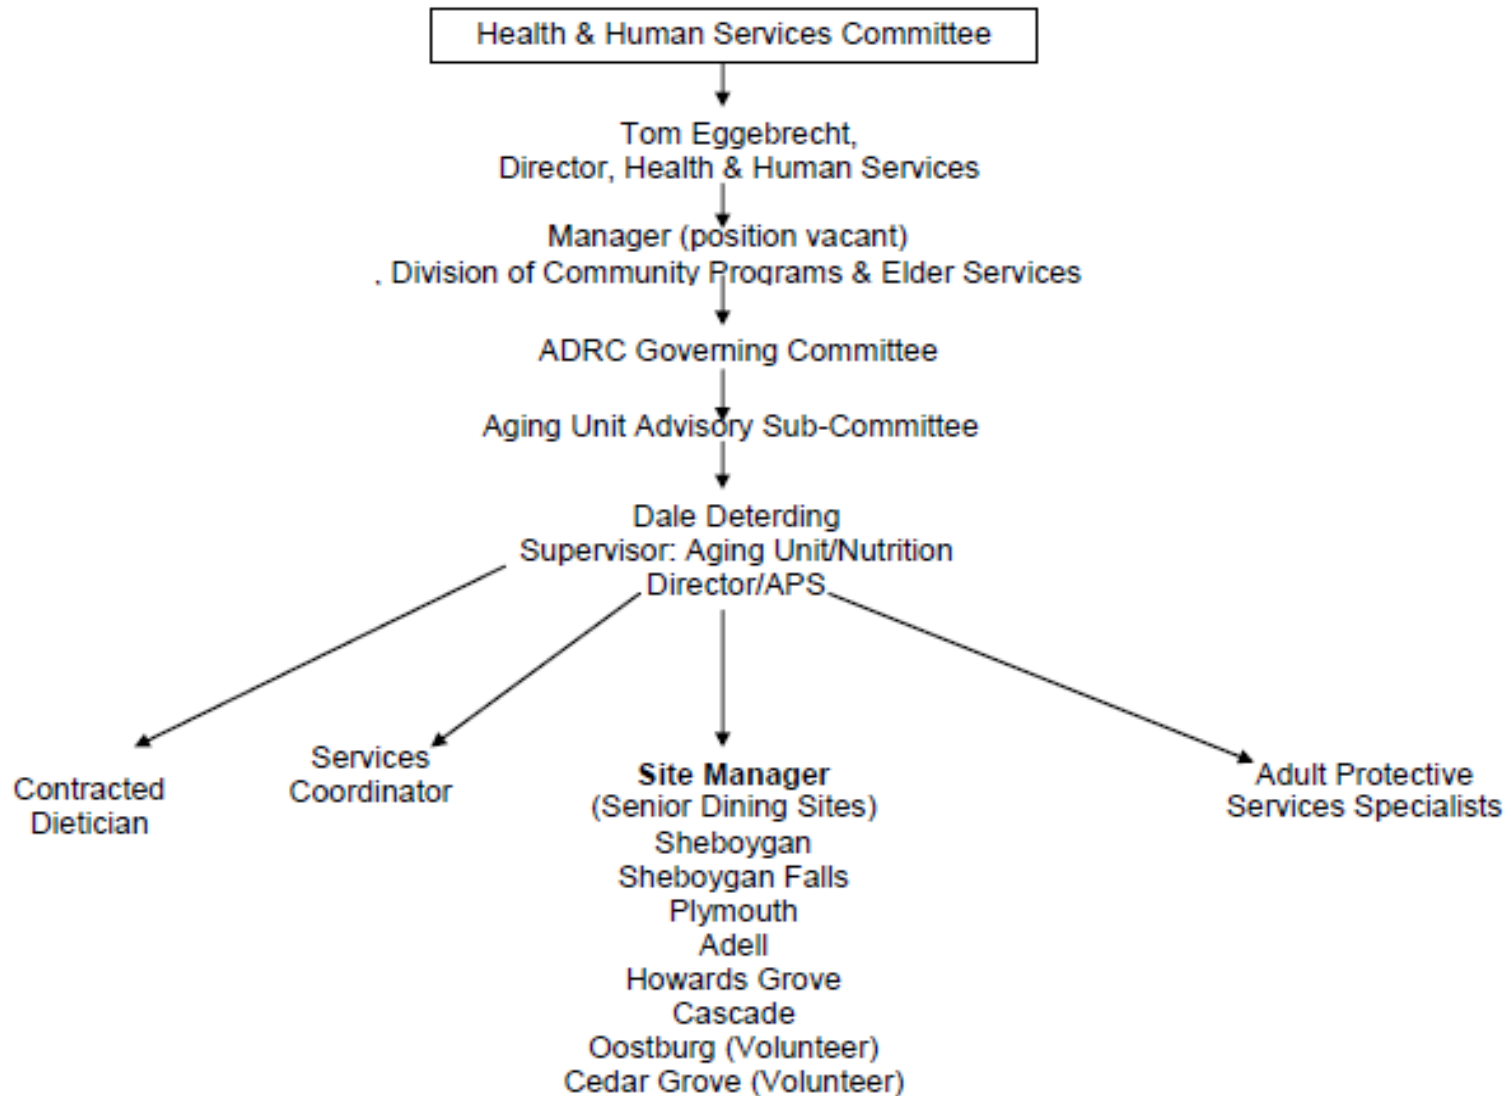 Health & Human Services Committee
Tom Eggebrecht,
Director, Health & Human Services
Manager (position vacant)
, Division of Community Programs & Elder Services
ADRC Governing Committee
Aging Unit Advisory Sub-Committee
Dale Deterding
Supervisor: Aging Unit/Nutrition
Director/APS
Contracted
Dietician
Services
Coordinator
Site Manager
(Senior Dining Sites)
Sheboygan
Sheboygan Falls
Plymouth
Adell
Howards Grove
Cascade
Oostburg (Volunteer)
Cedar Grove (Volunteer)
Adult Protective
Services Specialists